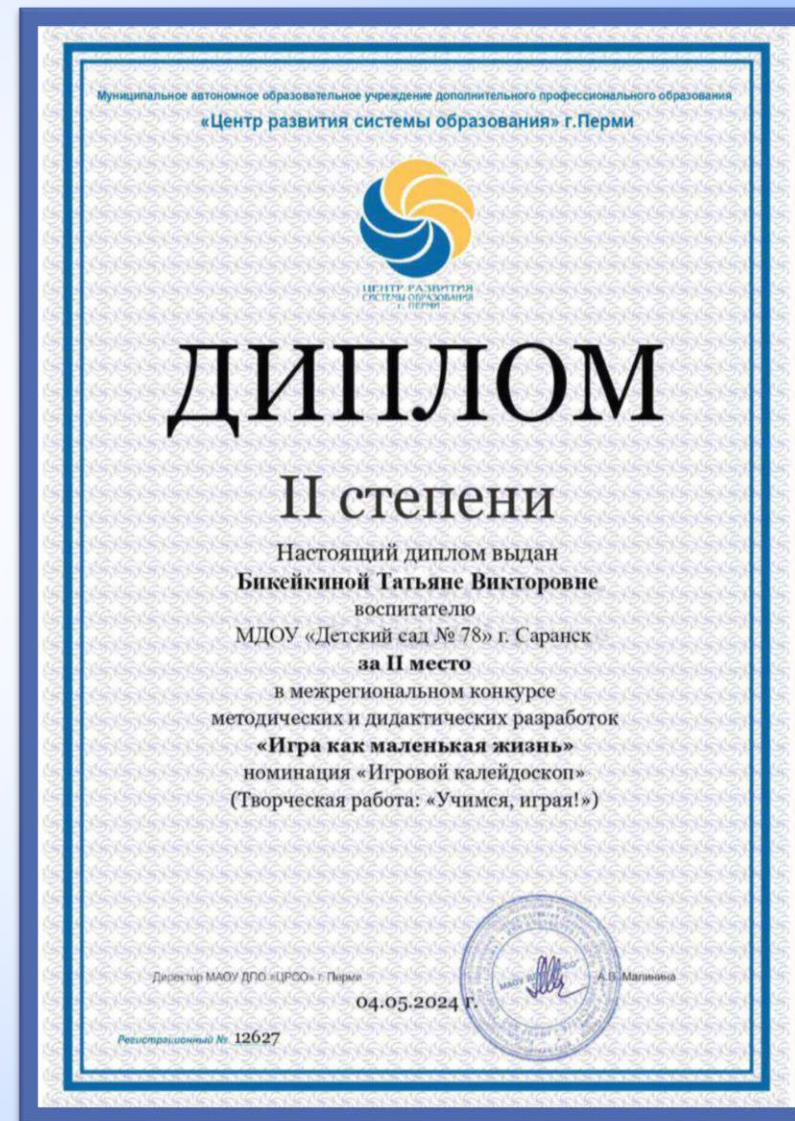 Муниципальное автономное образовательное учреждение дополнительного профессионального образования
«Центр развития системы образования» г.Перми
ЦЕНТР РАЗВИТИЯ
СИСТЕМЫ ОБРАЗОВАНИЯ
г. ПЕРМИ
ДИПЛОМ
II степени
Настоящий диплом выдан
Бикейкиной Татьяне Викторовне
воспитателю
МДОУ «Детский сад № 78» г. Саранск
за II место
в межрегиональном конкурсе
методических и дидактических разработок
«Игра как маленькая жизнь»
номинация «Игровой калейдоскоп»
(Творческая работа: «Учимся, играя!»)
Директор МАОУ ДПО «ЦРСО» г. Перми А.В. Малинина
04.05.2024 г.
Регистрационный № 12627